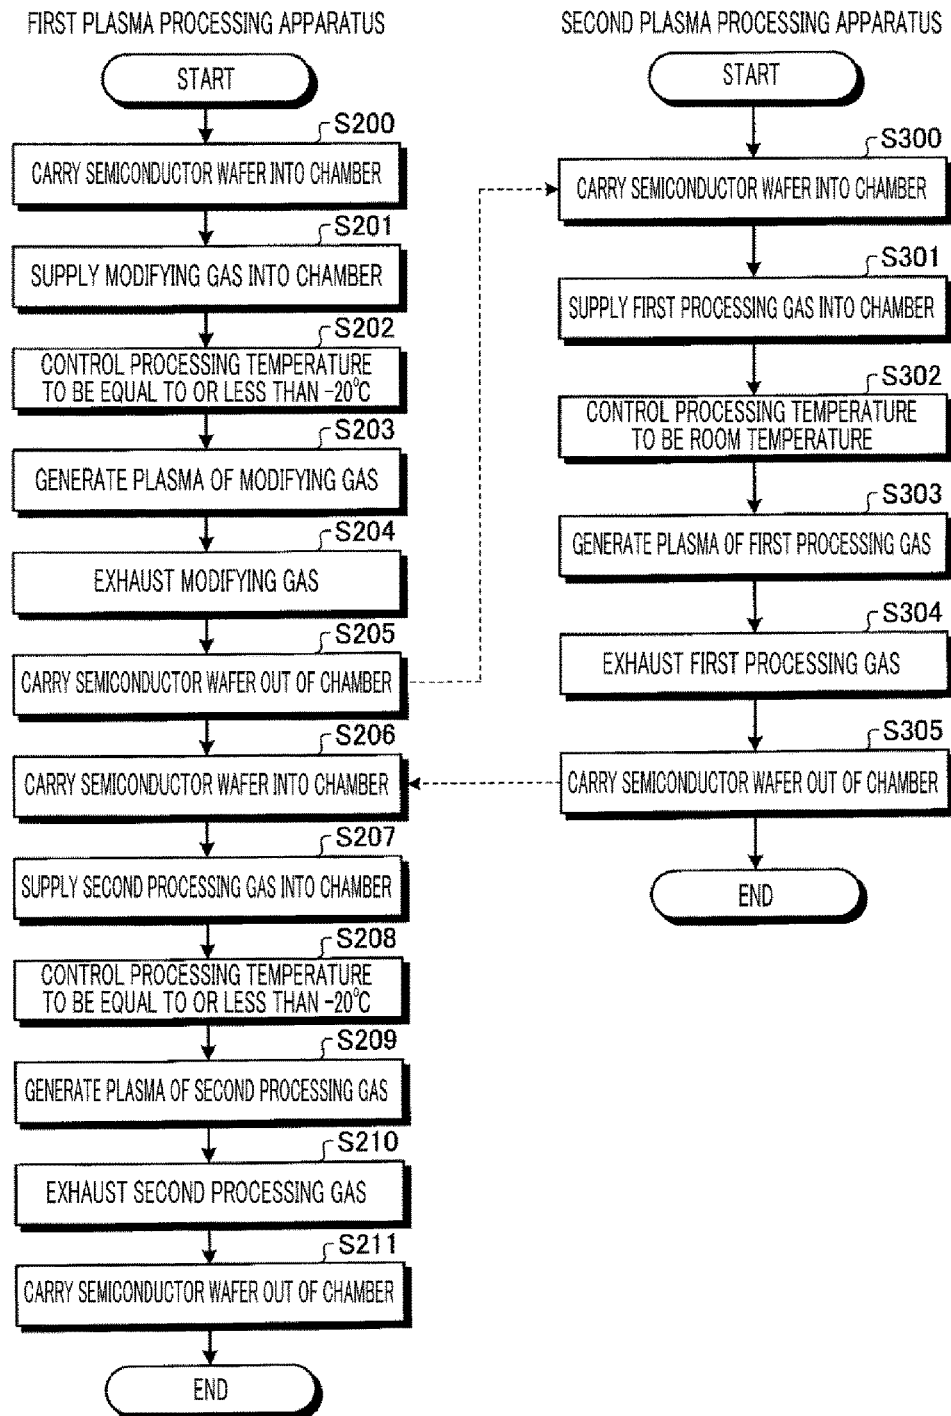 FIRST PLASMA PROCESSING APPARATUS
START
S200
CARRY SEMICONDUCTOR WAFER INTO CHAMBER
S201
SUPPLY MODIFYING GAS INTO CHAMBER
S202
CONTROL PROCESSING TEMPERATURE
TO BE EQUAL TO OR LESS THAN -20°C
S203
GENERATE PLASMA OF MODIFYING GAS
S204
EXHAUST MODIFYING GAS
S205
CARRY SEMICONDUCTOR WAFER OUT OF CHAMBER
S206
CARRY SEMICONDUCTOR WAFER INTO CHAMBER
S207
SUPPLY SECOND PROCESSING GAS INTO CHAMBER
S208
CONTROL PROCESSING TEMPERATURE
TO BE EQUAL TO OR LESS THAN -20°C
S209
GENERATE PLASMA OF SECOND PROCESSING GAS
S210
EXHAUST SECOND PROCESSING GAS
S211
CARRY SEMICONDUCTOR WAFER OUT OF CHAMBER
END
SECOND PLASMA PROCESSING APPARATUS
START
S300
CARRY SEMICONDUCTOR WAFER INTO CHAMBER
S301
SUPPLY FIRST PROCESSING GAS INTO CHAMBER
S302
CONTROL PROCESSING TEMPERATURE
TO BE ROOM TEMPERATURE
S303
GENERATE PLASMA OF FIRST PROCESSING GAS
S304
EXHAUST FIRST PROCESSING GAS
S305
CARRY SEMICONDUCTOR WAFER OUT OF CHAMBER
END